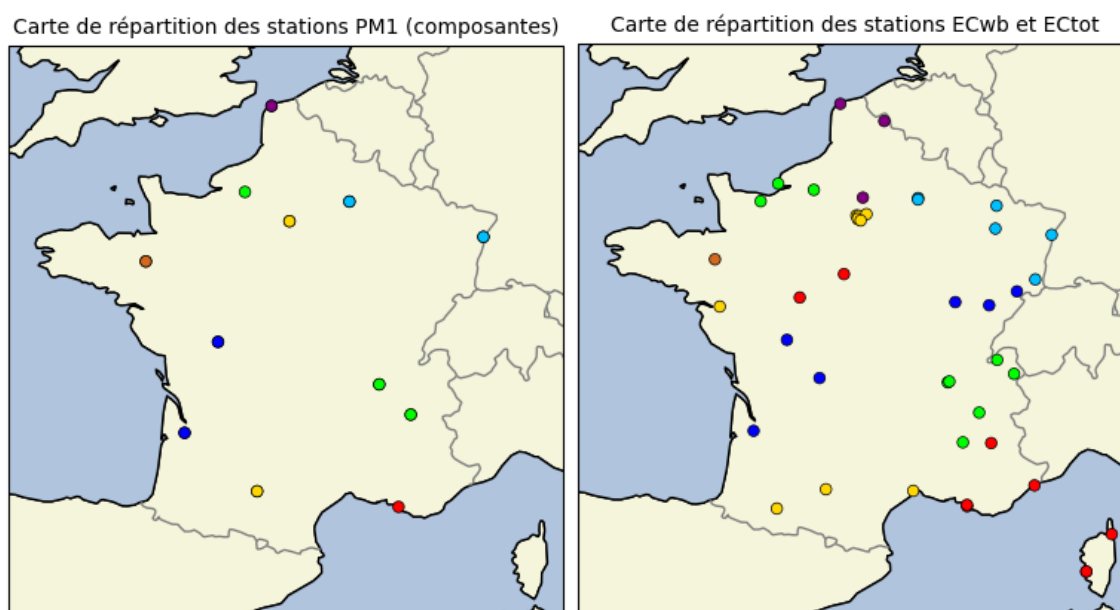 Carte de répartition des stations PM1 (composantes)
Carte de répartition des stations ECwb et ECtot